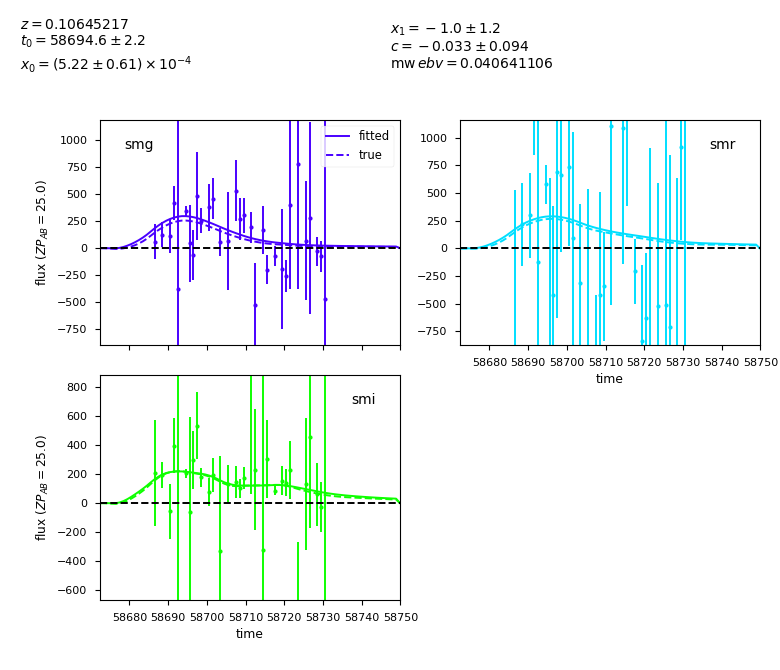 z = 0.10645217
t₀ = 58694.6 ± 2.2
x₀ = (5.22 ± 0.61) × 10⁻⁴
x₁ = −1.0 ± 1.2
c = −0.033 ± 0.094
mw ebv = 0.040641106
smg
fitted
true
1000
750
500
250
0
−250
−500
−750
flux (ZP_AB = 25.0)
smr
1000
750
500
250
0
−250
−500
−750
58680 58690 58700 58710 58720 58730 58740 58750
time
smi
800
600
400
200
0
−200
−400
−600
flux (ZP_AB = 25.0)
58680 58690 58700 58710 58720 58730 58740 58750
time